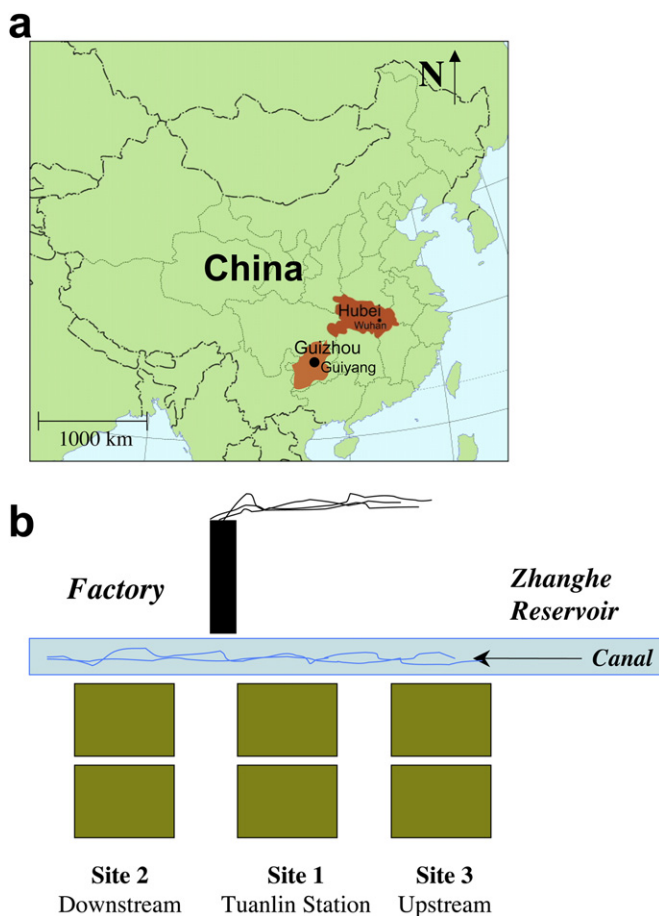 a
N
China
Hubei
Wuhan
Guizhou
Guiyang
1000 km
b
Factory
Zhanghe
Reservoir
Canal
Site 2
Downstream
Site 1
Tuanlin Station
Site 3
Upstream